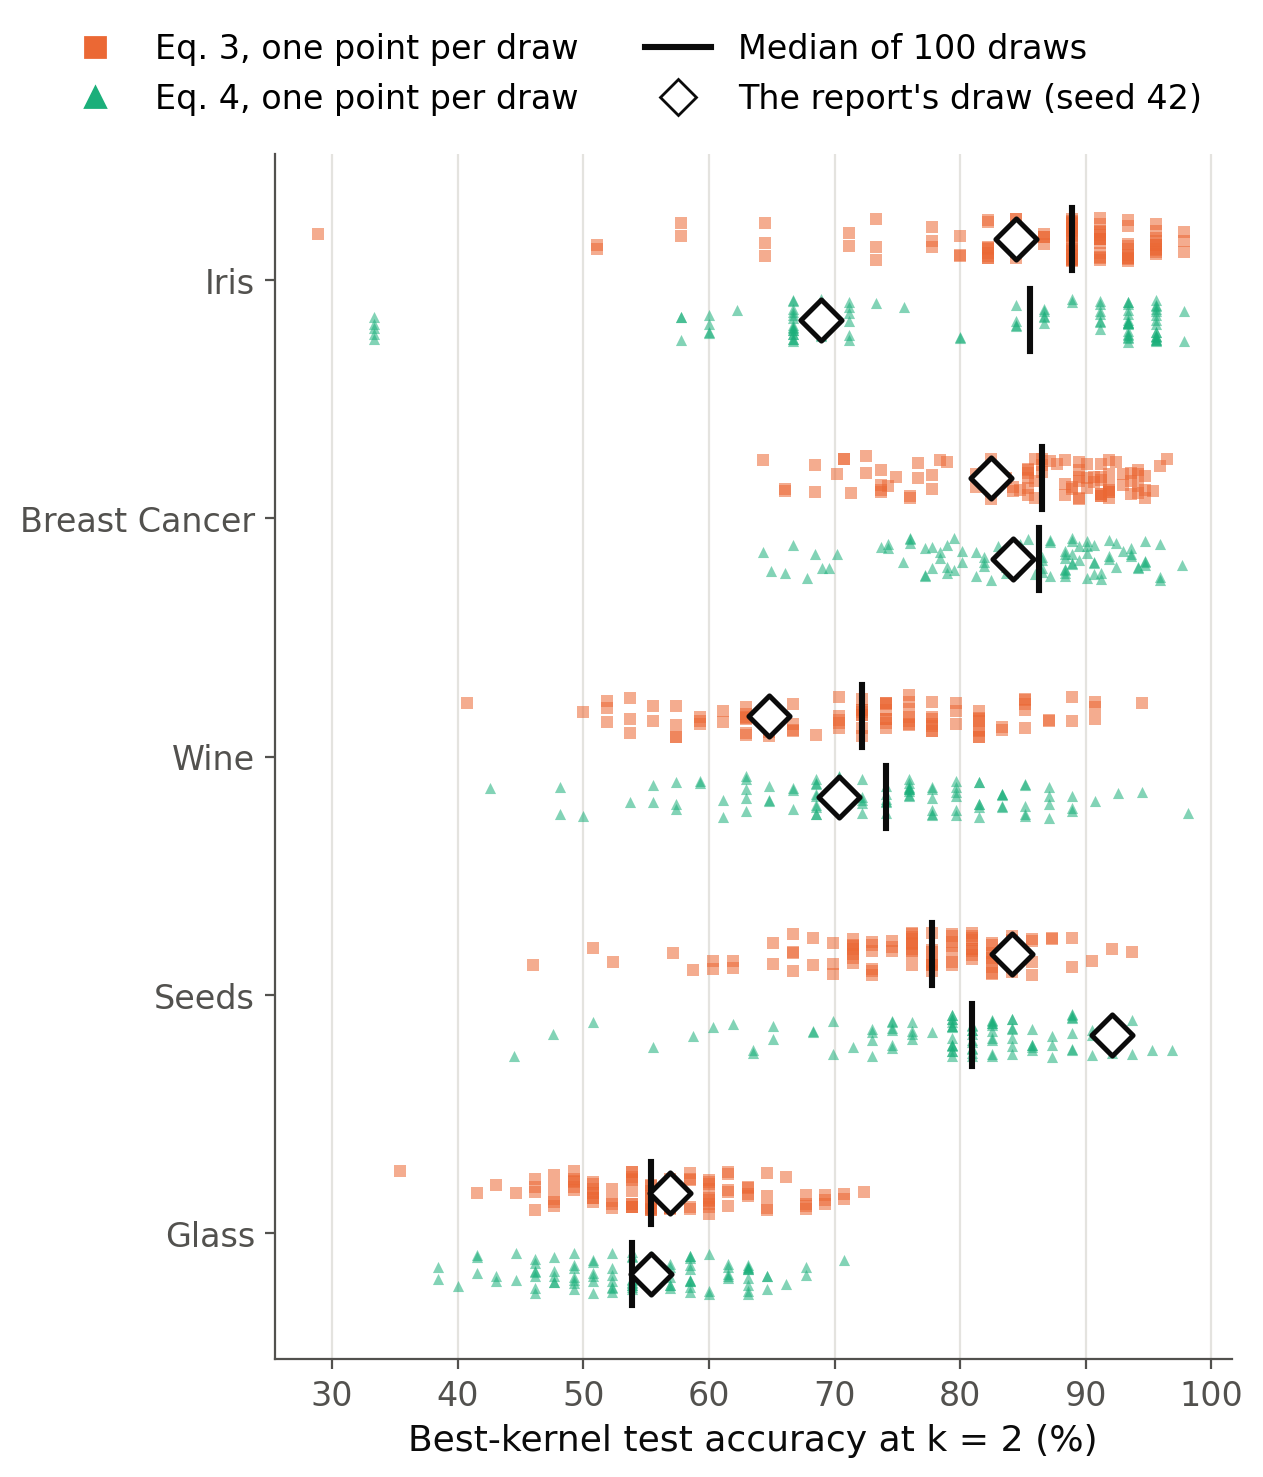 Eq. 3, one point per draw
Eq. 4, one point per draw
Median of 100 draws
The report's draw (seed 42)
Iris
Breast Cancer
Wine
Seeds
Glass
30 40 50 60 70 80 90 100
Best-kernel test accuracy at k = 2 (%)